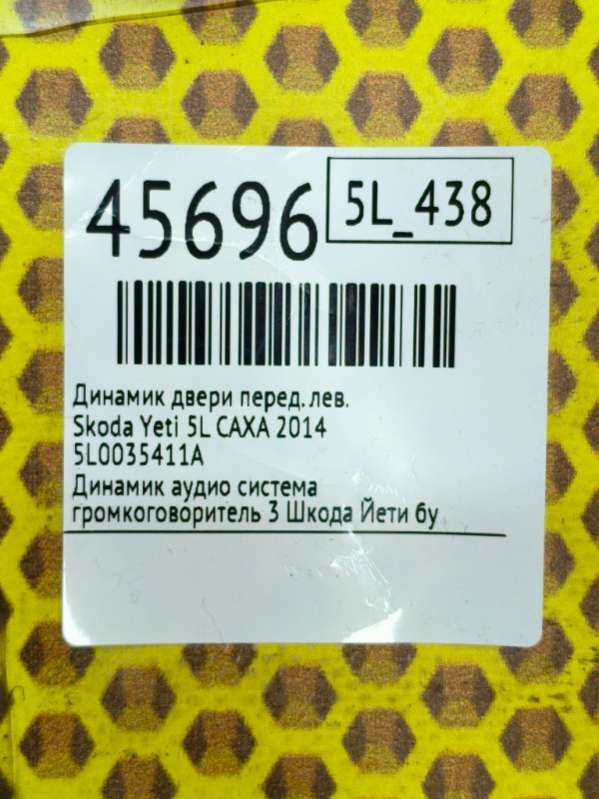 45696
5L_438
Динамик двери перед. лев.
Skoda Yeti 5L CAXA 2014
5L0035411A
Динамик аудио система
громкоговоритель 3 Шкода Йети бу